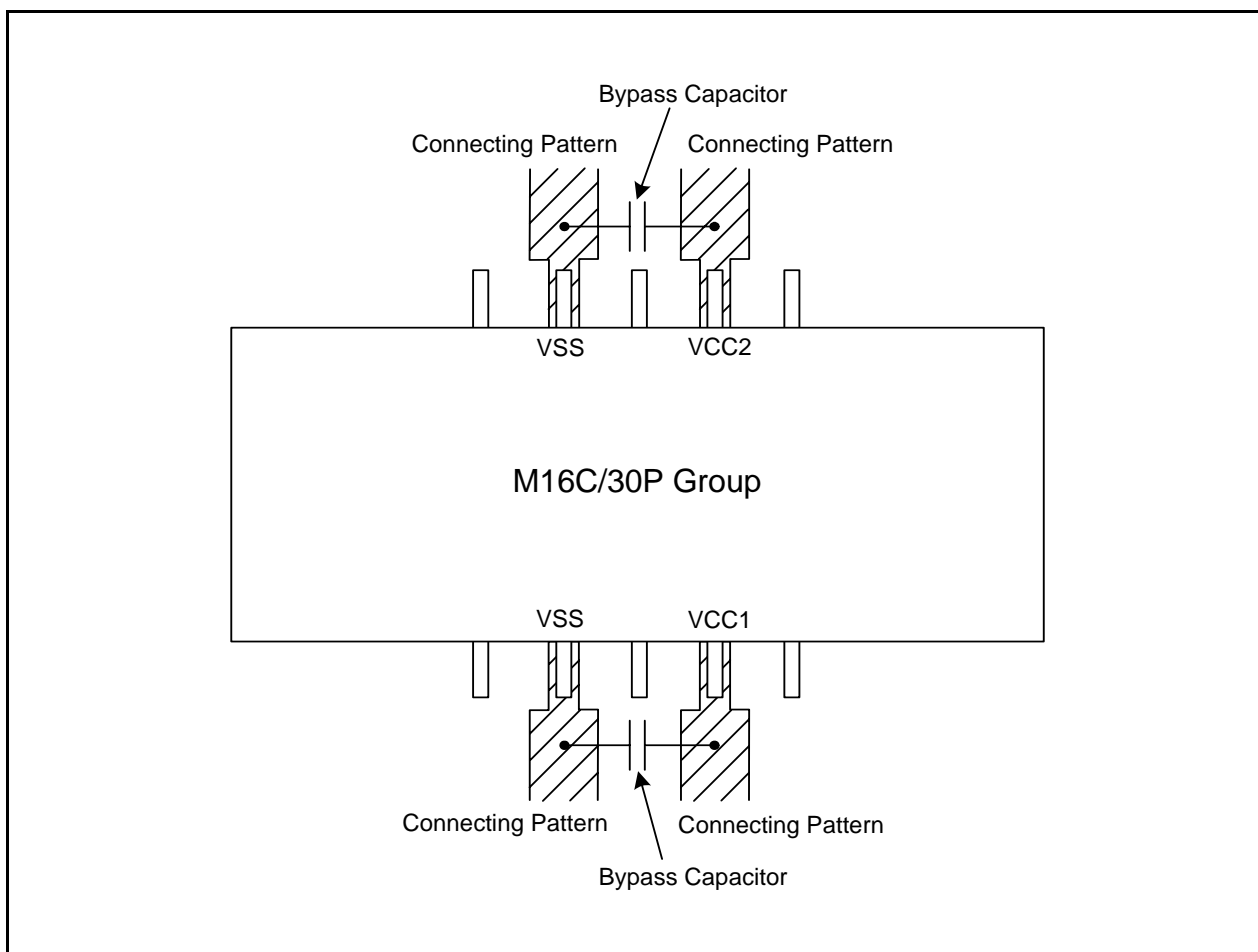 Bypass Capacitor
Connecting Pattern
Connecting Pattern
VSS
VCC2
M16C/30P Group
VSS
VCC1
Connecting Pattern
Connecting Pattern
Bypass Capacitor